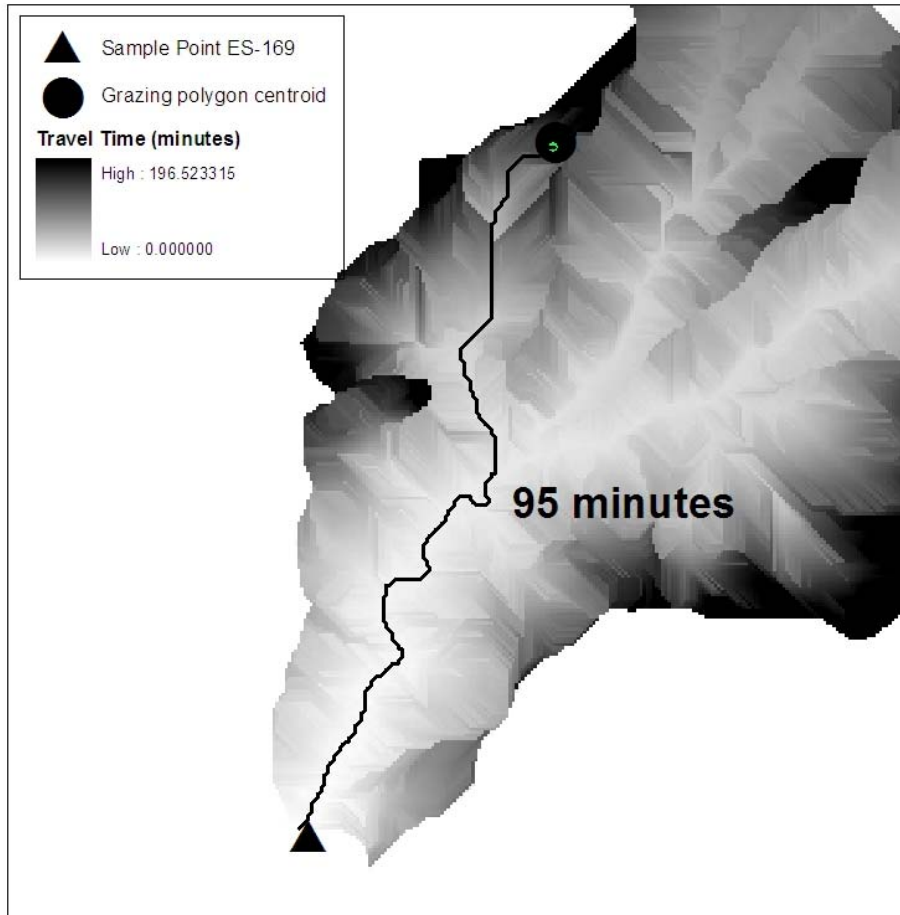 Sample Point ES-169
Grazing polygon centroid
Travel Time (minutes)
High : 196.523315
Low : 0.000000
95 minutes